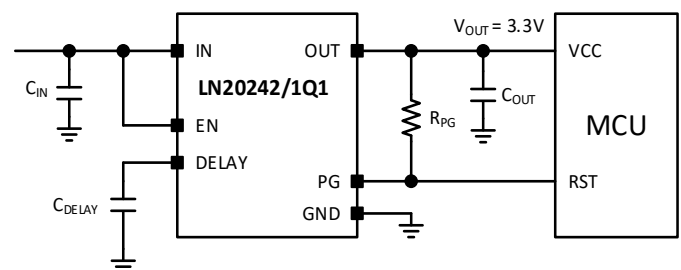 V_OUT = 3.3V
IN
OUT
VCC
LN20242/1Q1
C_IN
C_OUT
R_PG
MCU
EN
DELAY
PG
RST
C_DELAY
GND